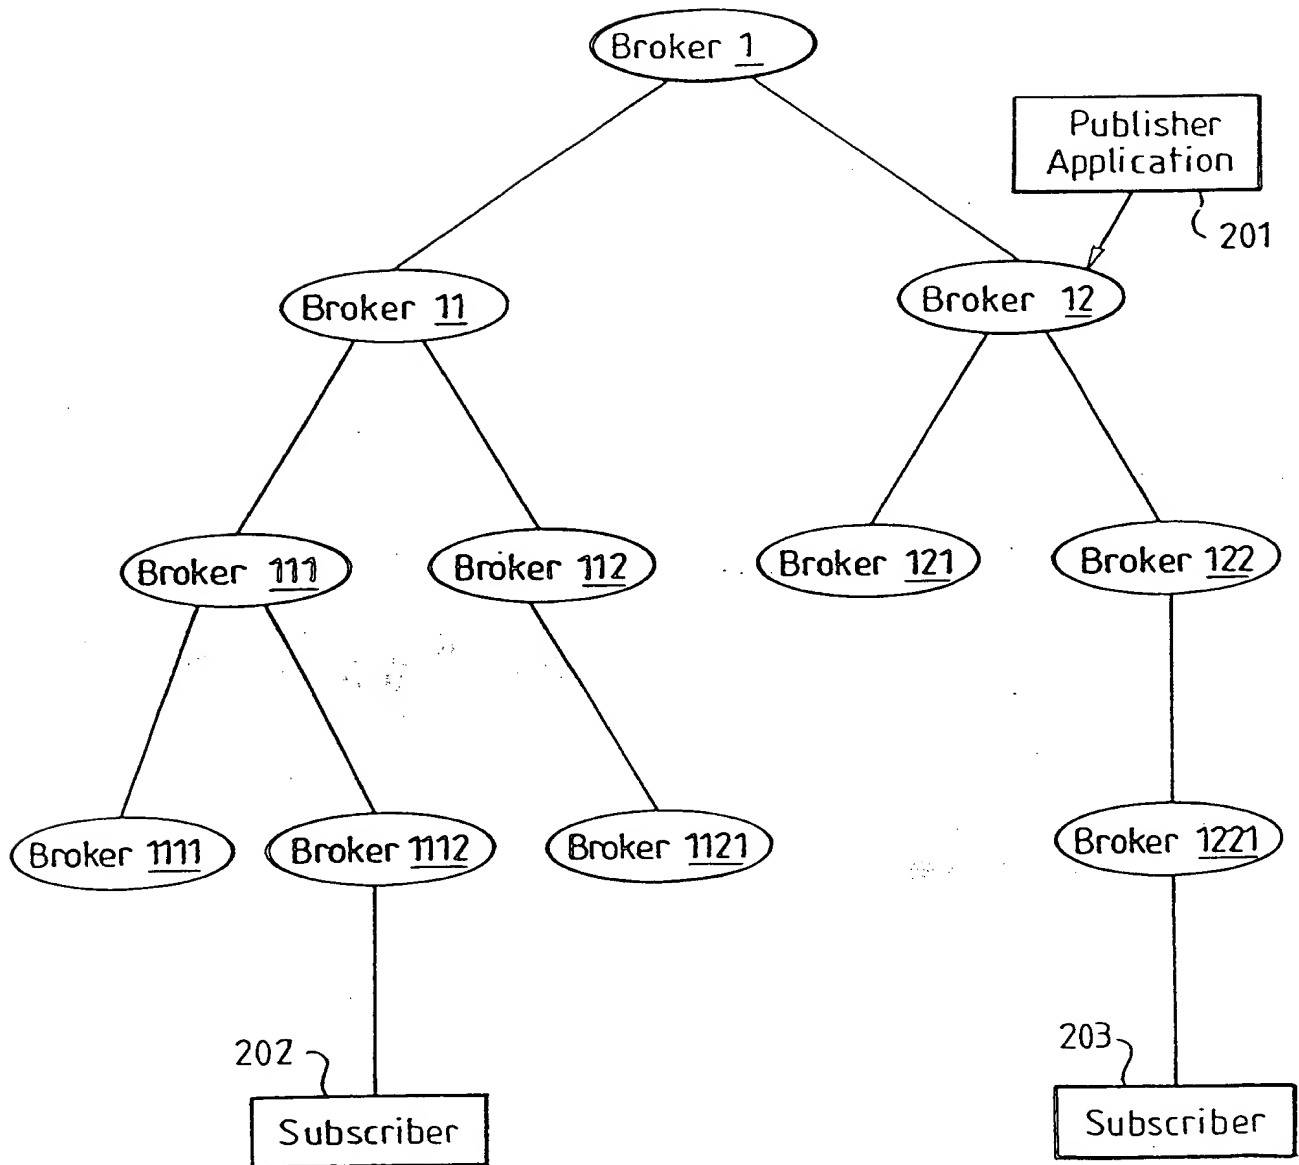 Broker 1
Publisher
Application
201
Broker 11
Broker 12
Broker 111
Broker 112
Broker 121
Broker 122
Broker 1111
Broker 1112
Broker 1121
Broker 1221
202
203
Subscriber
Subscriber